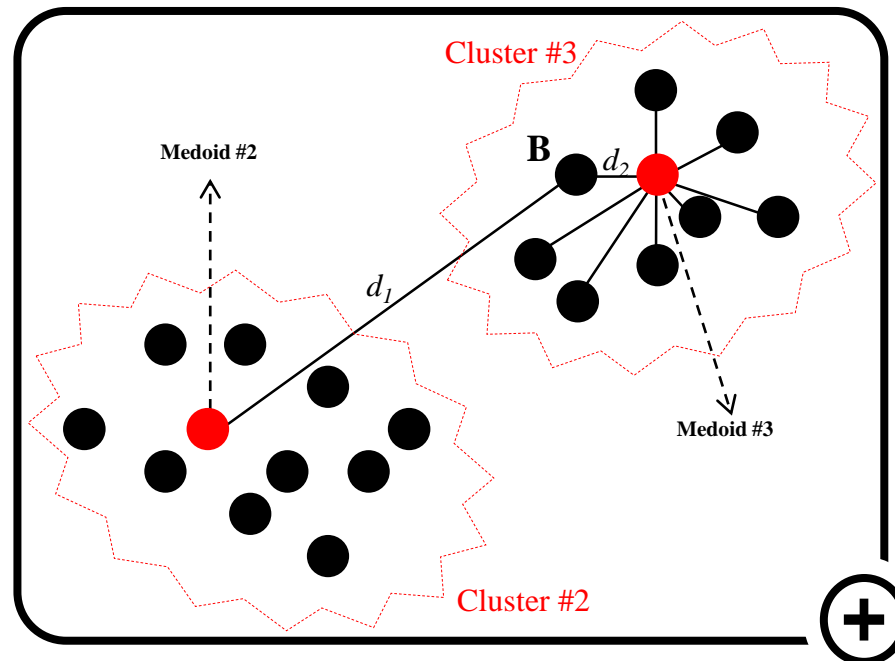 Cluster #3
Medoid #2
B
d2
d1
Medoid #3
Cluster #2
+